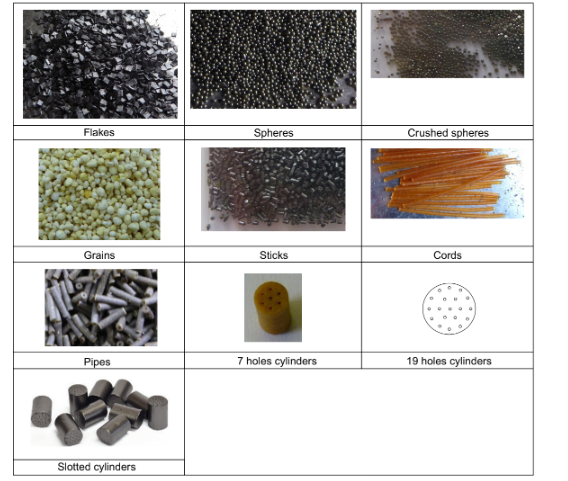 Flakes
Spheres
Crushed spheres
Grains
Sticks
Cords
Pipes
7 holes cylinders
19 holes cylinders
Slotted cylinders